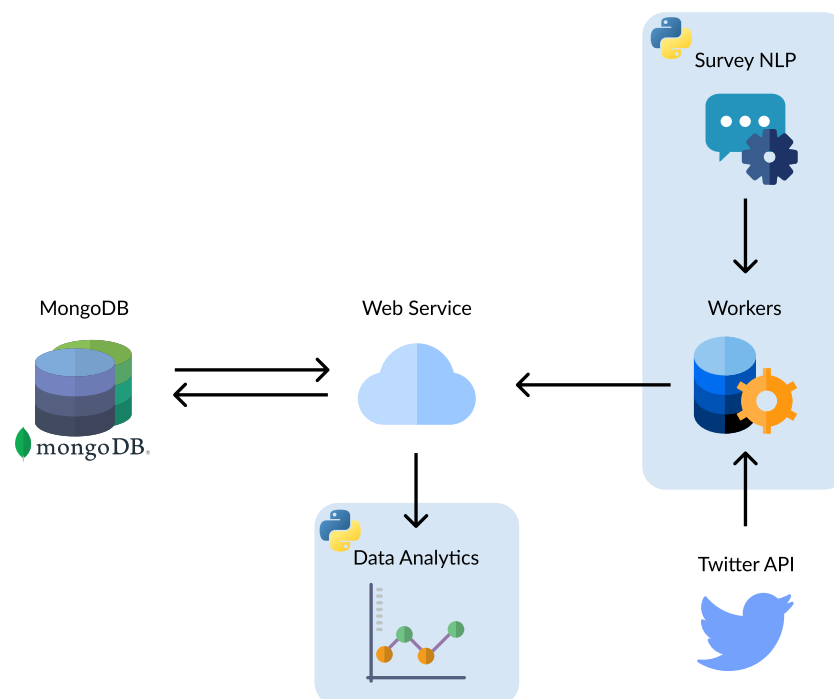 Survey NLP
MongoDB
Web Service
Workers
mongoDB®
Data Analytics
Twitter API